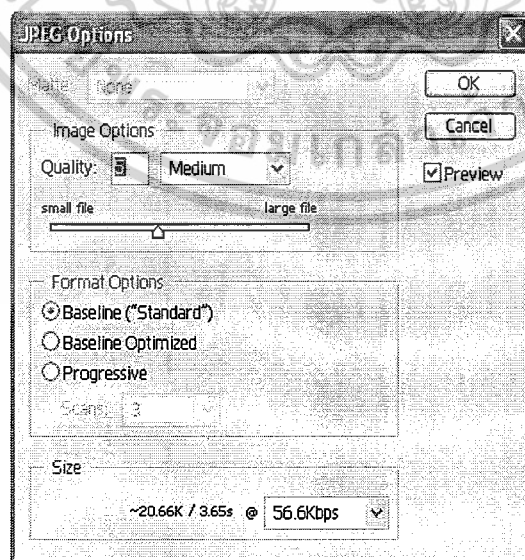 JPEG Options
Matte: None
OK
Image Options
Cancel
Quality: Medium
Preview
small file large file
Format Options
Baseline ("Standard")
Baseline Optimized
Progressive
Scans: 3
Size
~20.66K / 3.65s @ 56.6Kbps